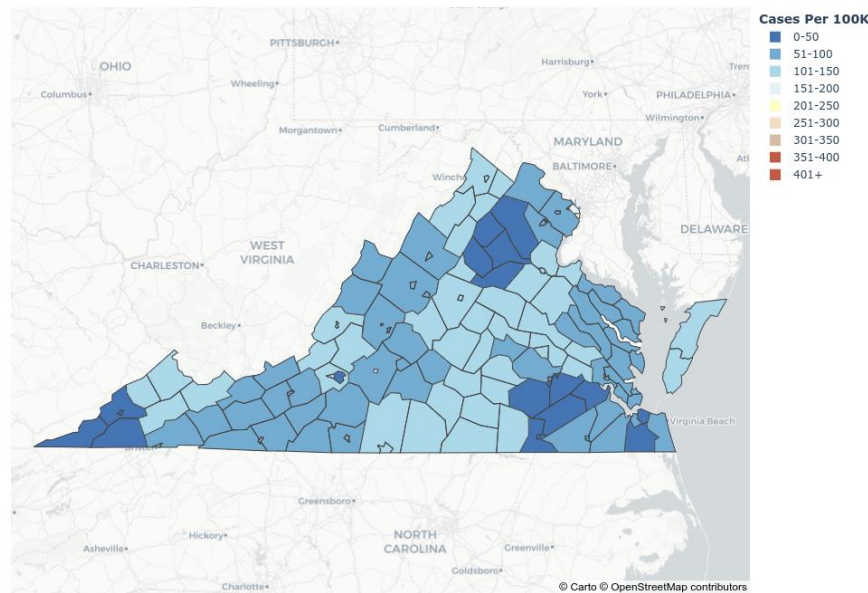 Cases Per 100K
0-50
51-100
101-150
151-200
201-250
251-300
301-350
351-400
401+
PITTSBURGH
OHIO
Harrisburg
Columbus
Wheeling
York
PHILADELPHIA
Wilmington
Morgantown
Cumberland
MARYLAND
BALTIMORE
Winche
DELAWARE
WEST
VIRGINIA
CHARLESTON
Beckley
Virginia Beach
Bristol
Greensboro
Hickory
NORTH
CAROLINA
Asheville
Greenville
Goldsboro
Charlotte
© Carto © OpenStreetMap contributors